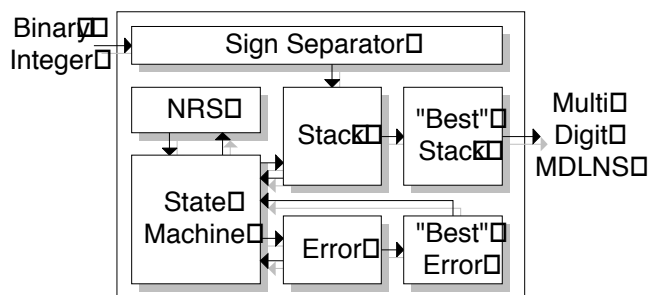 Binary
Integer
Sign Separator
NRS
Stack
"Best"
Stack
Multi
Digit
MDLNS
State
Machine
Error
"Best"
Error